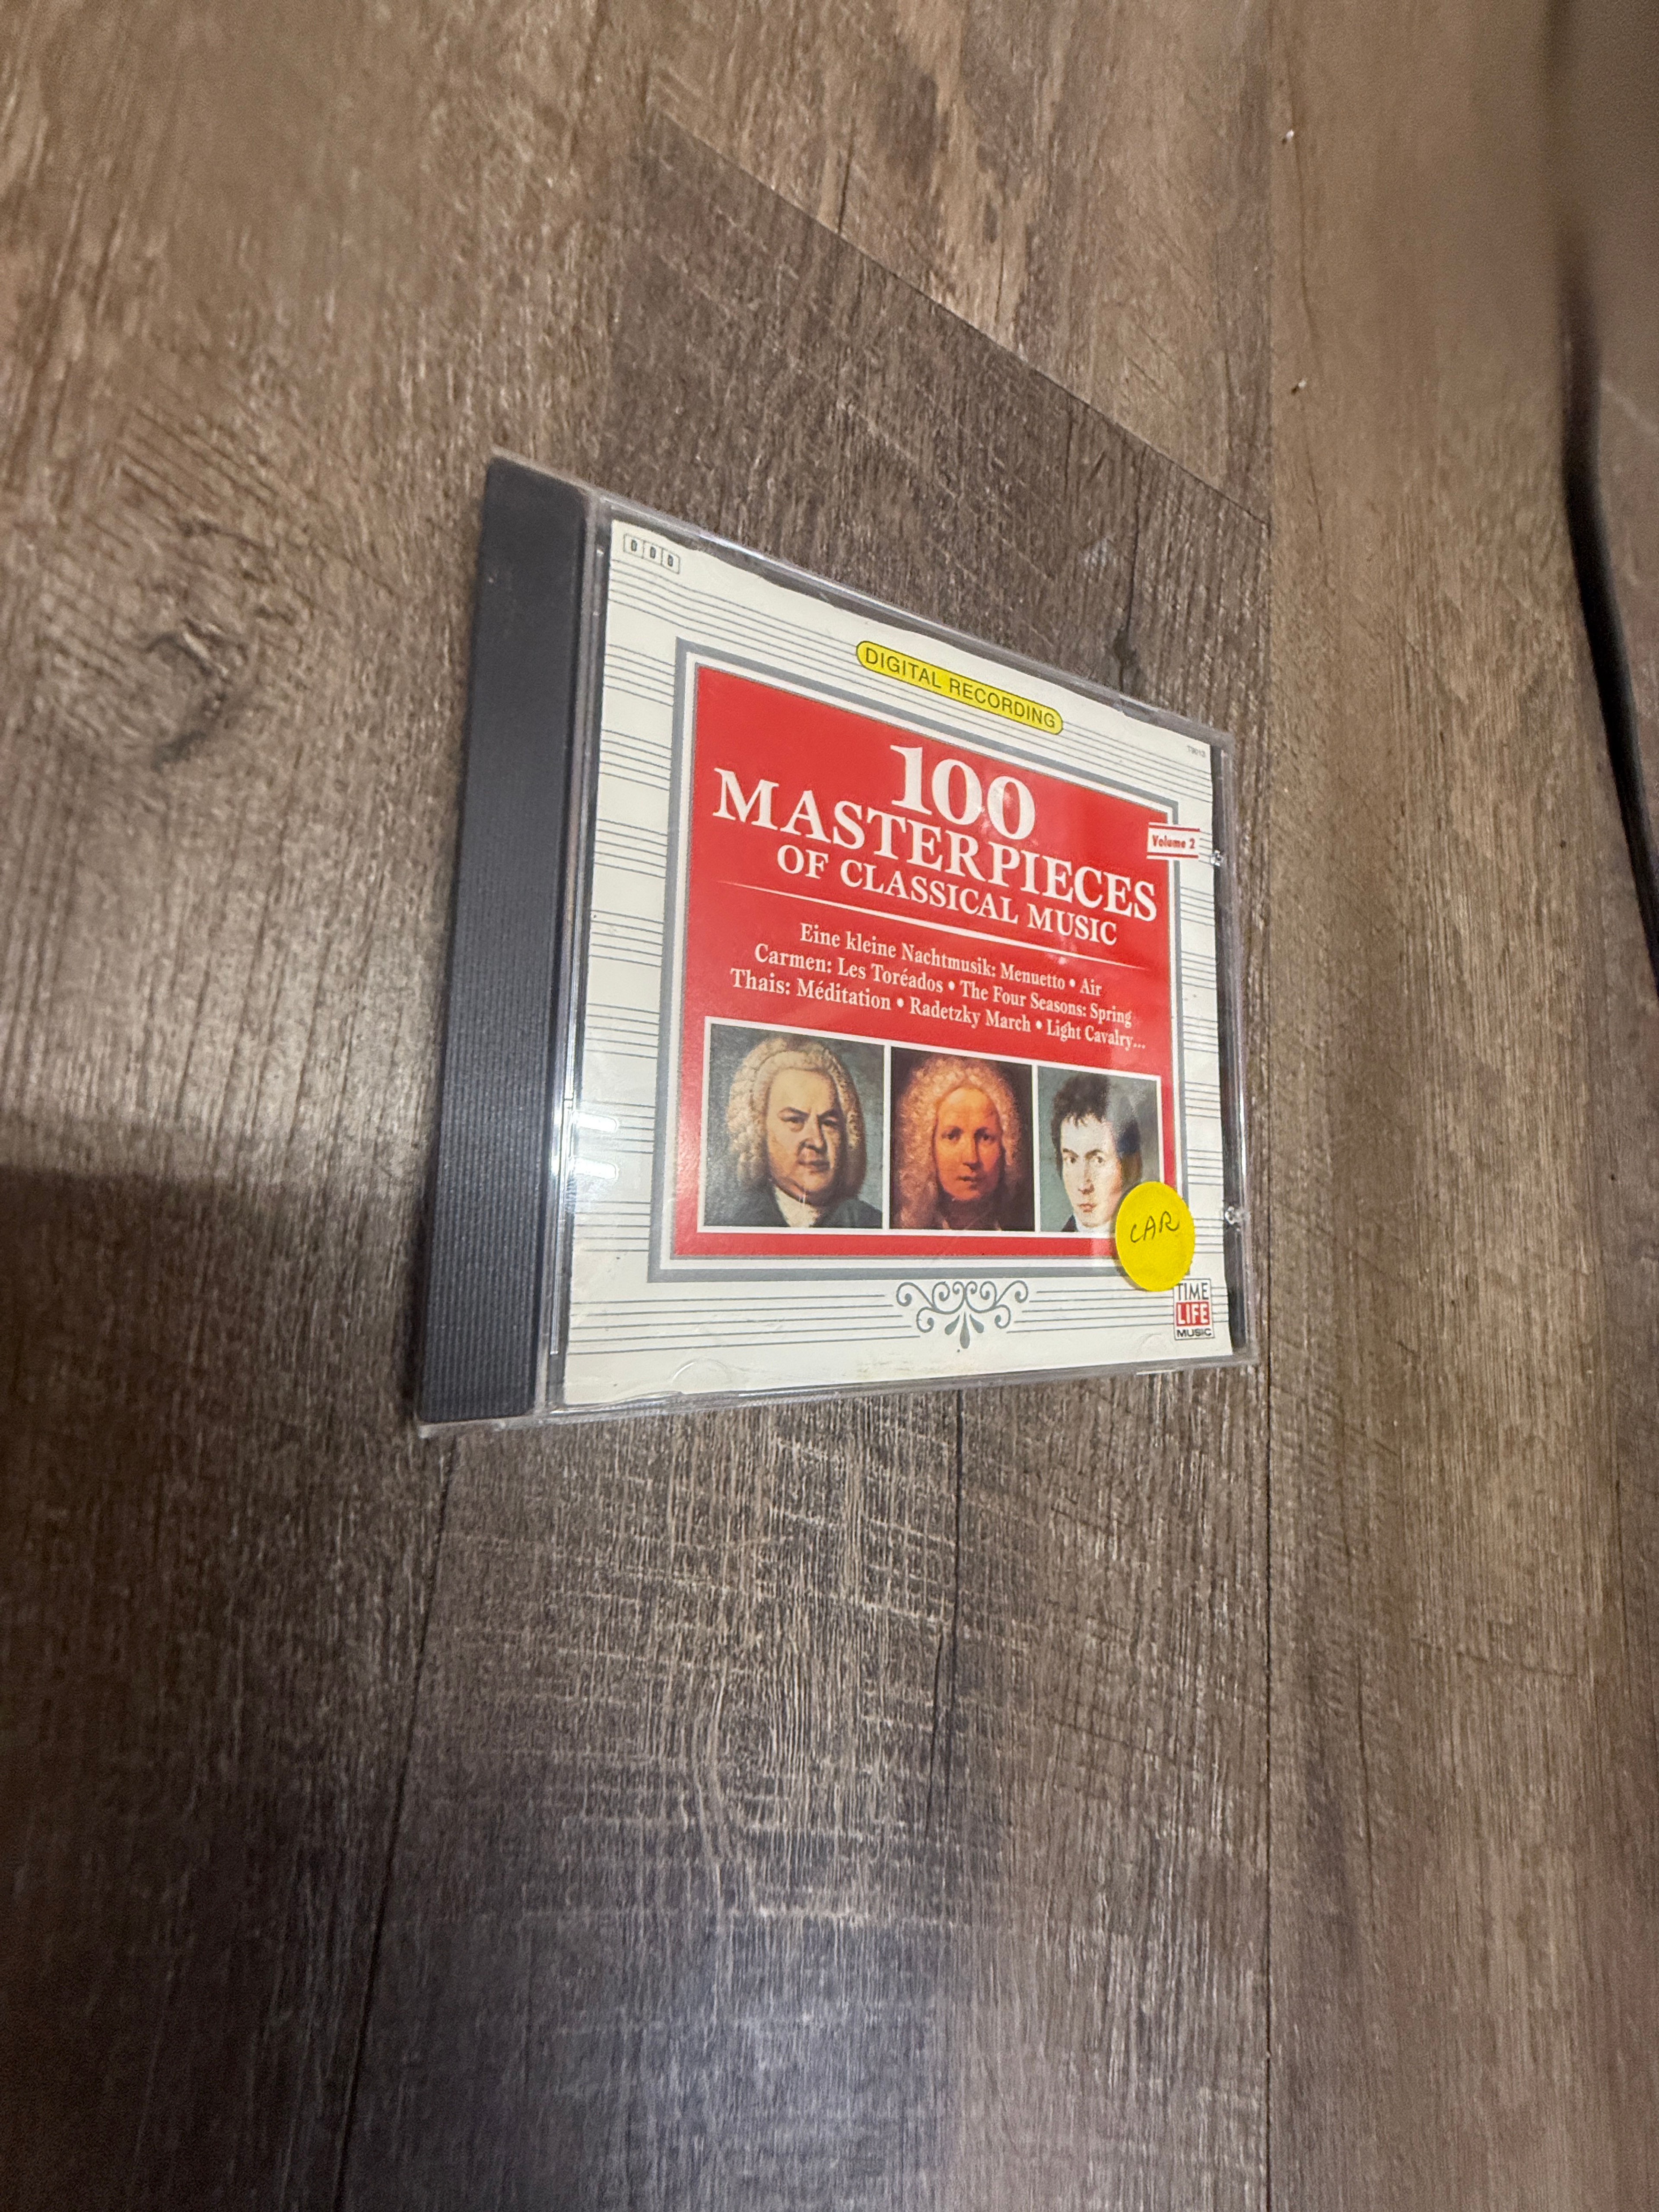 DDD
DIGITAL RECORDING
100
MASTERPIECES
OF CLASSICAL MUSIC
Volume 2
Eine kleine Nachtmusik: Menuetto • Air
Carmen: Les Toréados • The Four Seasons: Spring
Thais: Méditation • Radetzky March • Light Cavalry...
CAR
TIME
LIFE
MUSIC